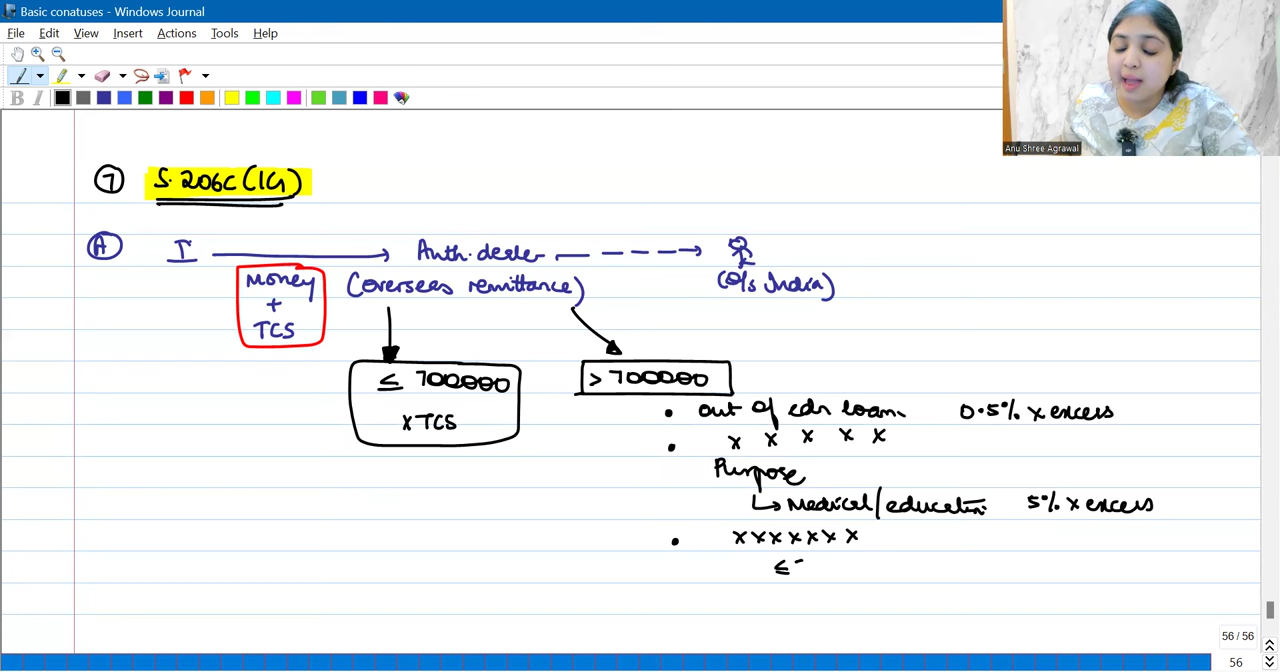 Basic conatuses - Windows Journal
File Edit View Insert Actions Tools Help
B I
Anu Shree Agrawal
7 S. 206C (1G)
A I Auth. dealer
Money + TCS
(overseas remittance)
(O/s India)
≤ 700000
x TCS
> 700000
• out of edn loan 0.5% x excess
• x x x x x
Purpose
↳ Medical/education 5% x excess
• x x x x x x x
≤ -
56 / 56
56